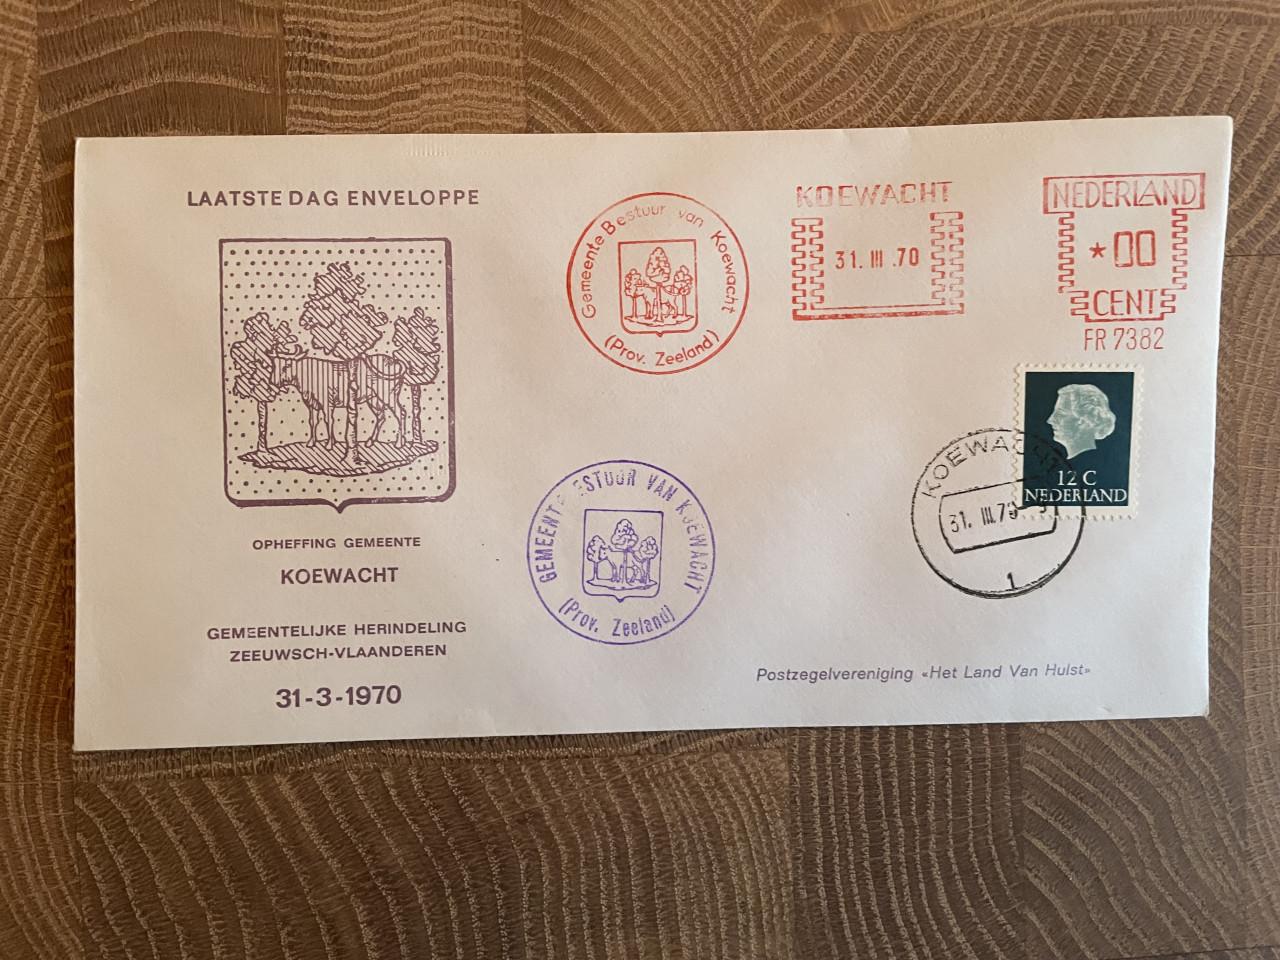 LAATSTE DAG ENVELOPPE
OPHEFFING GEMEENTE
KOEWACHT
GEMEENTELIJKE HERINDELING
ZEEUWSCH-VLAANDEREN
31-3-1970
Gemeente Bestuur van Koewacht
(Prov. Zeeland)
KOEWACHT
31. III .70
NEDERLAND
*00
CENT
FR 7382
12 C
NEDERLAND
KOEWACHT
31. III.70
1
GEMEENTE BESTUUR VAN KOEWACHT
(Prov. Zeeland)
Postzegelvereniging «Het Land Van Hulst»